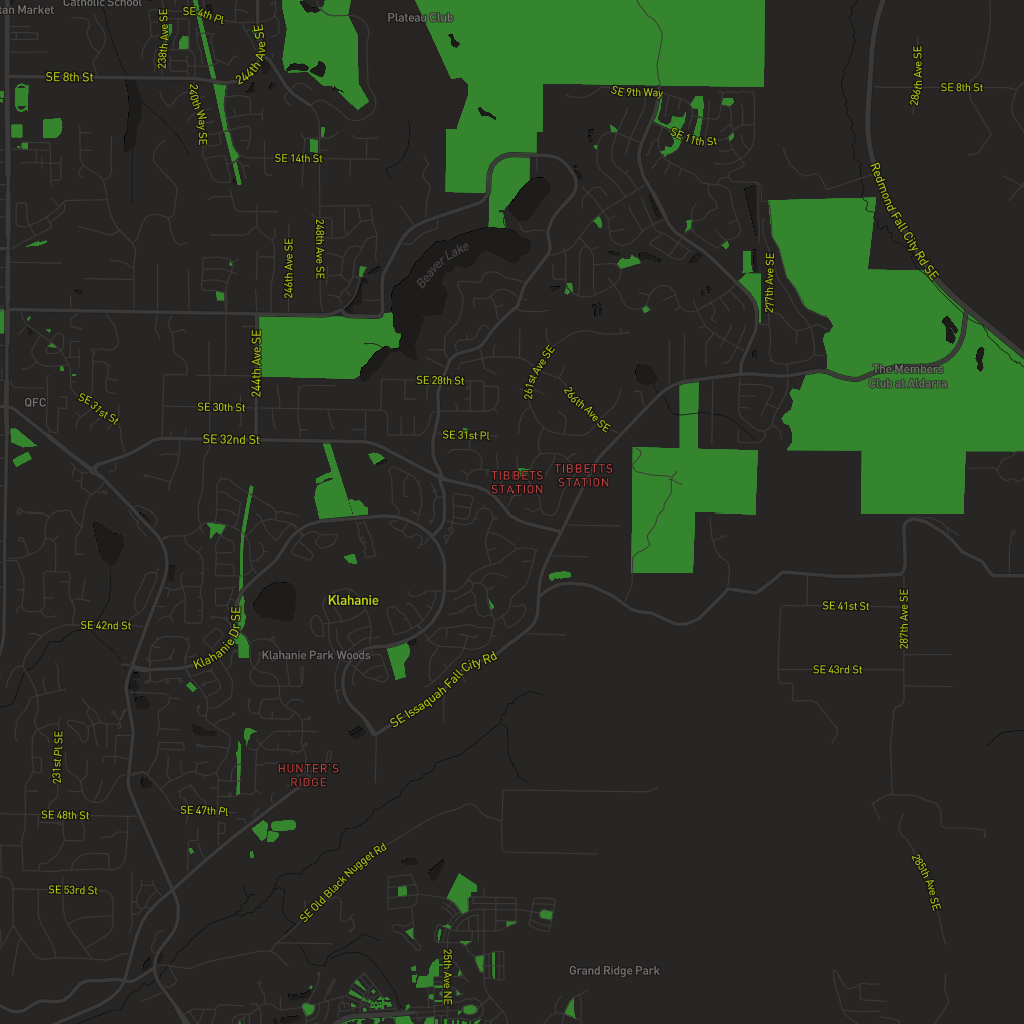 Catholic School
tan Market
SE 4th Pl
Plateau Club
238th Ave SE
244th Ave SE
SE 8th St
240th Way SE
SE 9th Way
286th Ave SE
SE 8th St
SE 11th St
SE 14th St
Redmond Fall City Rd SE
246th Ave SE
248th Ave SE
Beaver Lake
277th Ave SE
244th Ave SE
SE 28th St
261st Ave SE
The Members
Club at Aldarra
QFC
SE 31st St
SE 30th St
266th Ave SE
SE 32nd St
SE 31st Pl
TIBBETS
STATION
TIBBETTS
STATION
Klahanie
SE 41st St
287th Ave SE
SE 42nd St
Klahanie Dr SE
Klahanie Park Woods
SE 43rd St
SE Issaquah Fall City Rd
231st Pl SE
HUNTER'S
RIDGE
SE 48th St
SE 47th Pl
SE Old Black Nugget Rd
285th Ave SE
SE 53rd St
25th Ave NE
Grand Ridge Park